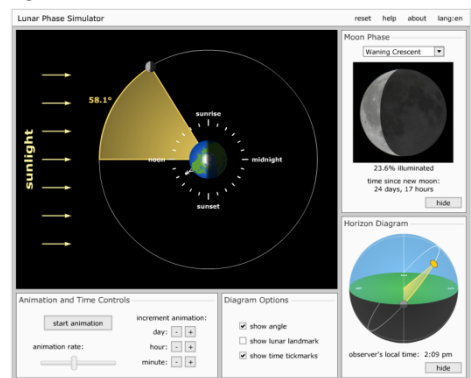 Lunar Phase Simulator
reset help about lang:en
sunlight
58.1°
sunrise
noon
midnight
sunset
Moon Phase
Waning Crescent
23.6% illuminated
time since new moon:
24 days, 17 hours
hide
Horizon Diagram
observer's local time: 2:09 pm
hide
Animation and Time Controls
start animation
animation rate:
increment animation:
day: - +
hour: - +
minute: - +
Diagram Options
show angle
show lunar landmark
show time tickmarks